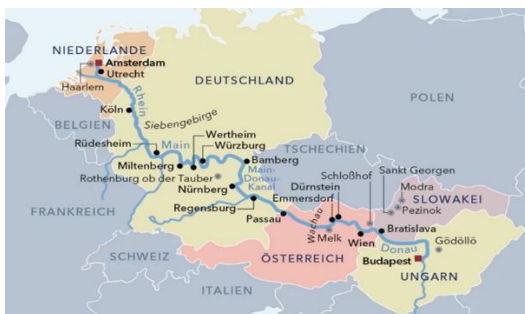 NIEDERLANDE
Amsterdam
Utrecht
Haarlem
DEUTSCHLAND
POLEN
Rhein
Köln
Siebengebirge
BELGIEN
Rüdesheim
Main
Wertheim
Würzburg
Miltenberg
Bamberg
Rothenburg ob der Tauber
Main-
Donau-
Kanal
Nürnberg
TSCHECHIEN
Schloßhof
Sankt Georgen
Dürnstein
Emmersdorf
Modra
SLOWAKEI
Pezinok
FRANKREICH
Regensburg
Passau
Wachau
Melk
Wien
Bratislava
Donau
Gödöllö
SCHWEIZ
ÖSTERREICH
Budapest
UNGARN
ITALIEN